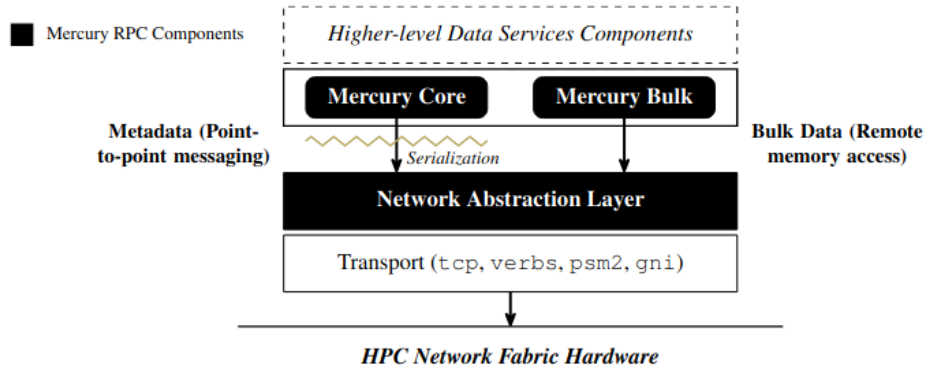 Mercury RPC Components
Higher-level Data Services Components
Mercury Core
Mercury Bulk
Metadata (Point-
to-point messaging)
Serialization
Bulk Data (Remote
memory access)
Network Abstraction Layer
Transport (tcp, verbs, psm2, gni)
HPC Network Fabric Hardware